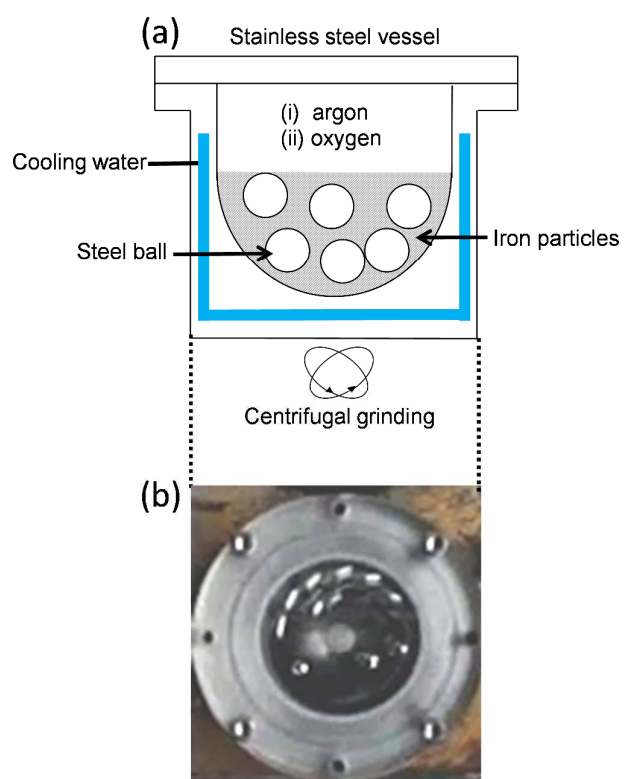 (a)
Stainless steel vessel
(i) argon
(ii) oxygen
Cooling water
Steel ball
Iron particles
Centrifugal grinding
(b)